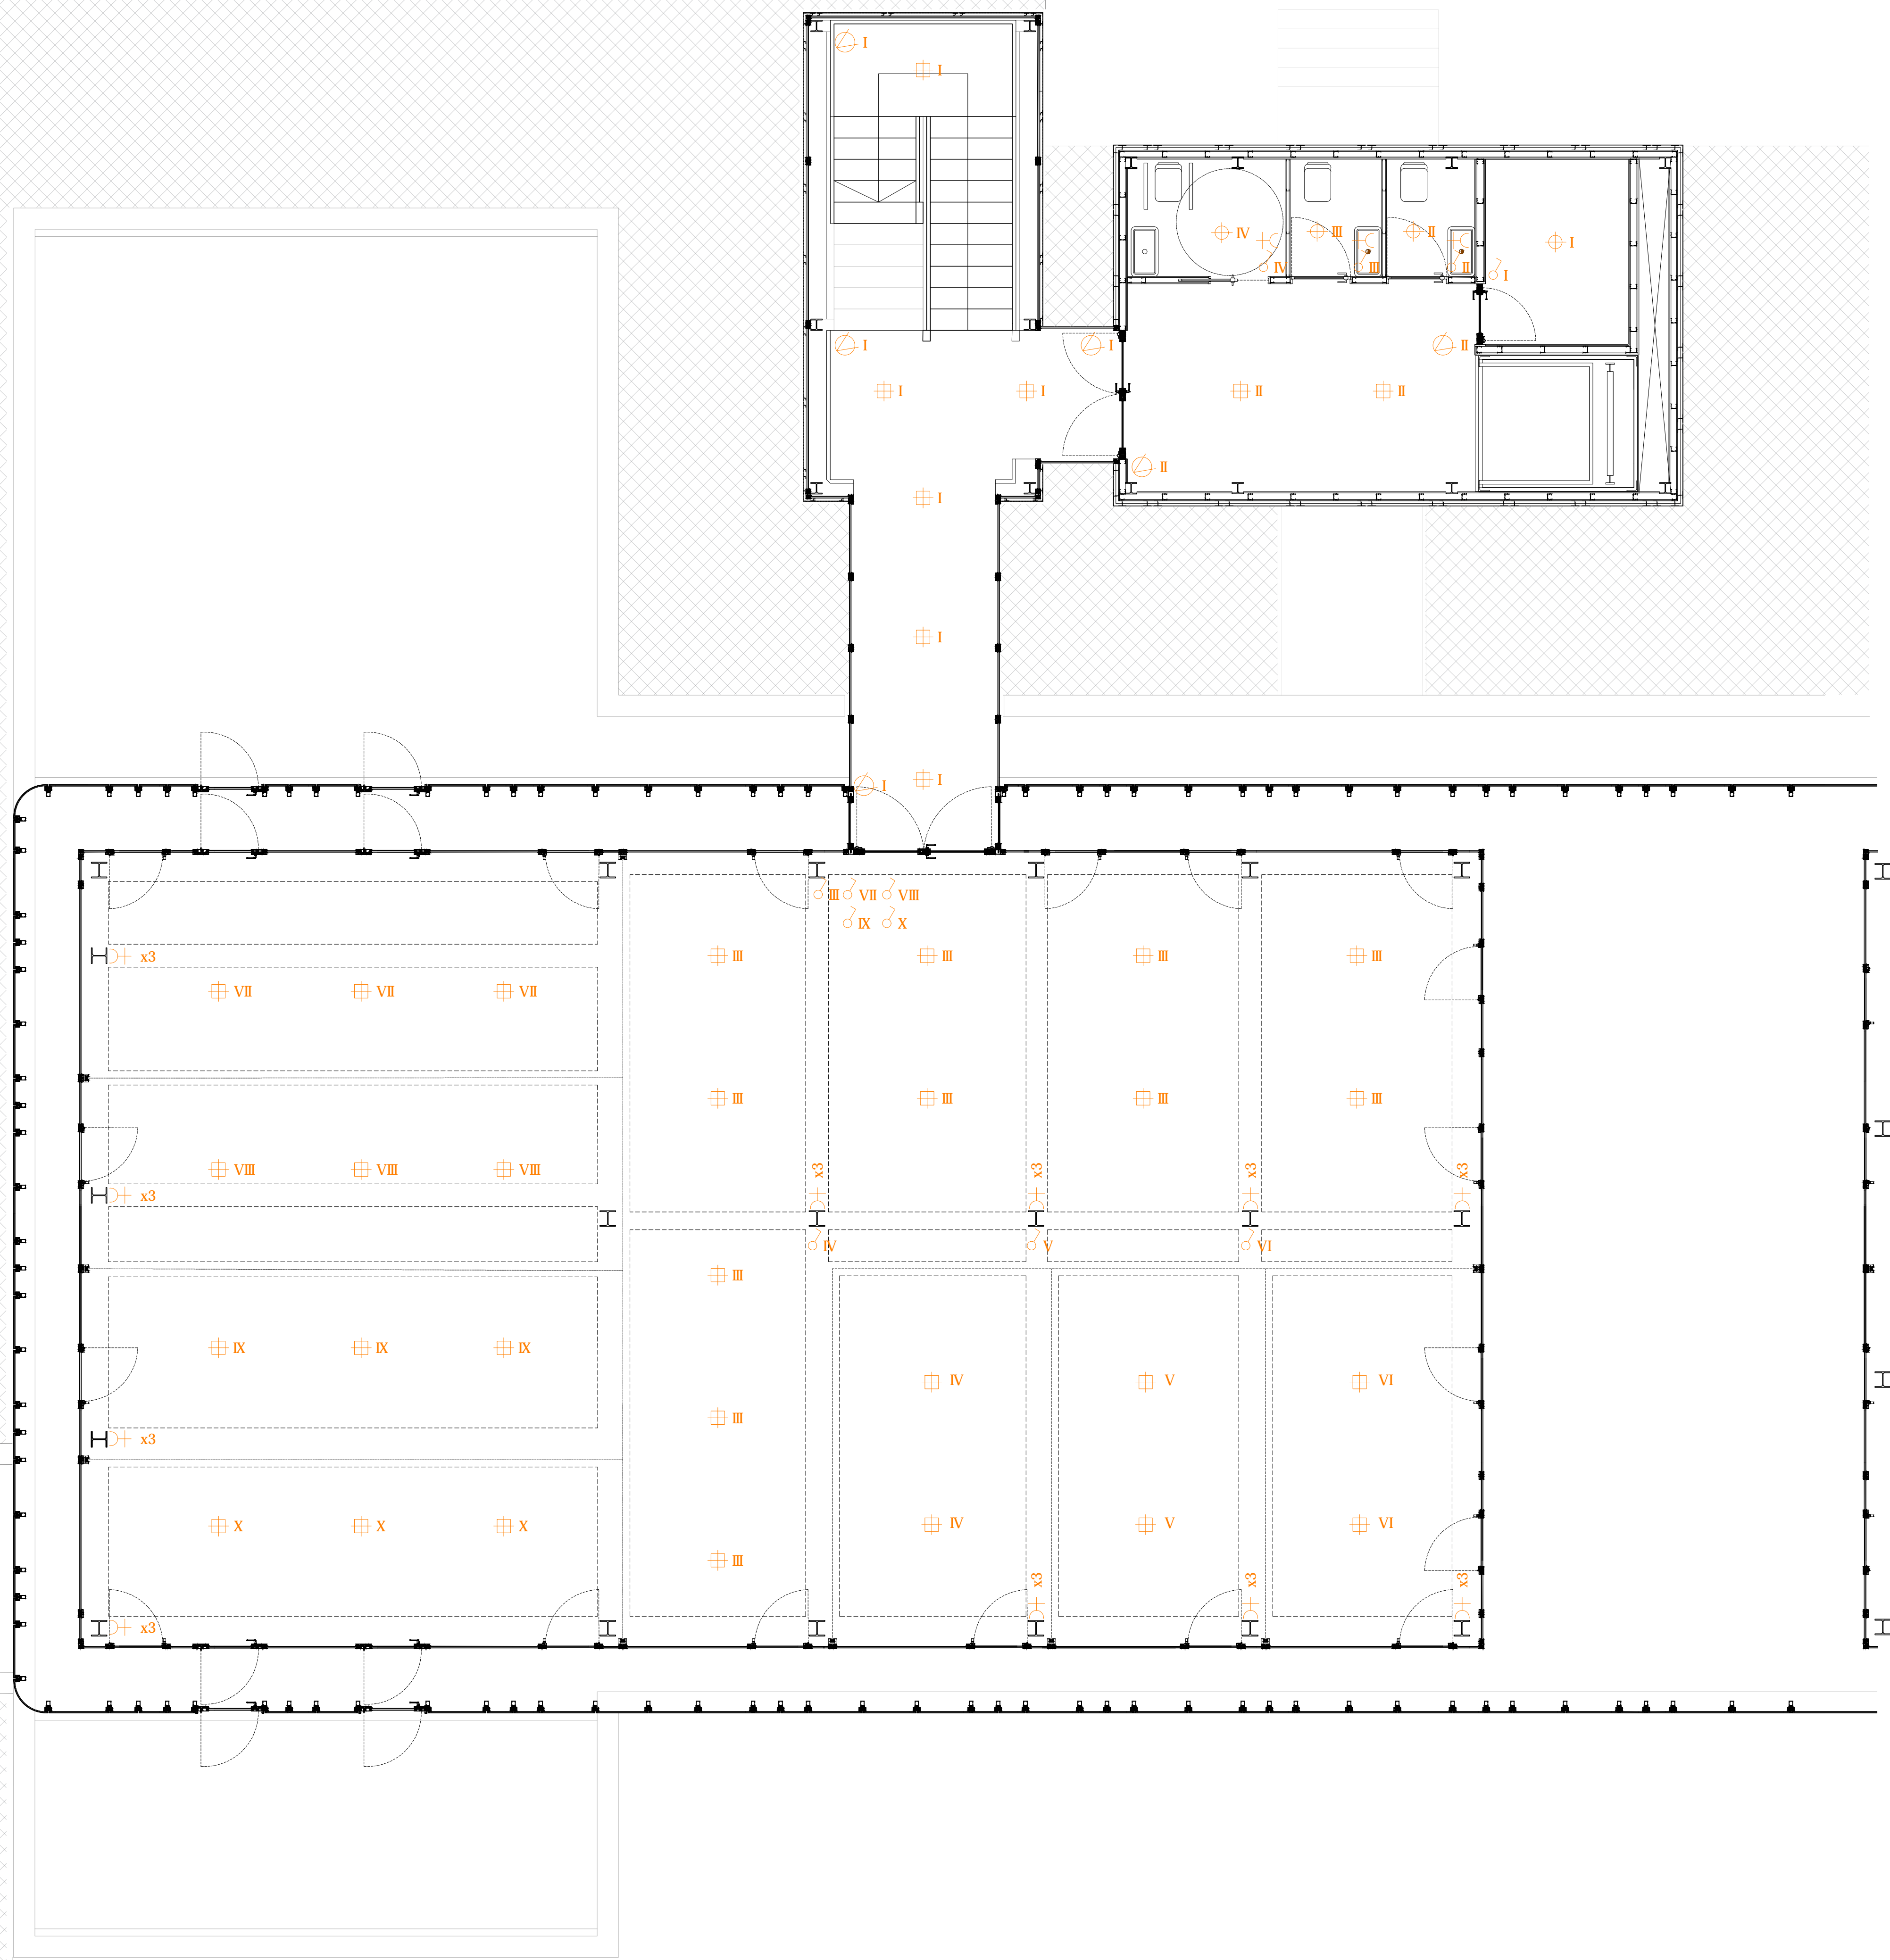 I
I
IV III II I
IV III II I
I I II
I I II II
II
I
I
I
I
III VII VIII
IX X
x3 III III III III
VII VII VII
III III III III
x3 x3 x3 x3
VIII VIII VIII
x3
IV V VI
III
IX IX IX
IV V VI
III
x3
X X X
IV V VI
III
x3 x3 x3
x3